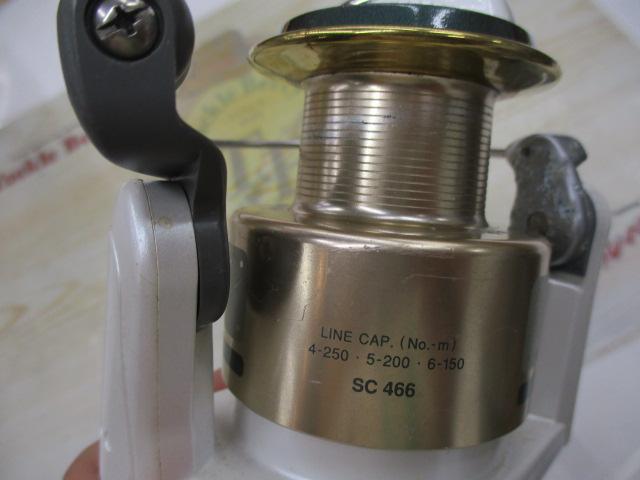 LINE CAP. (No.-m)
4-250 · 5-200 · 6-150
SC 466